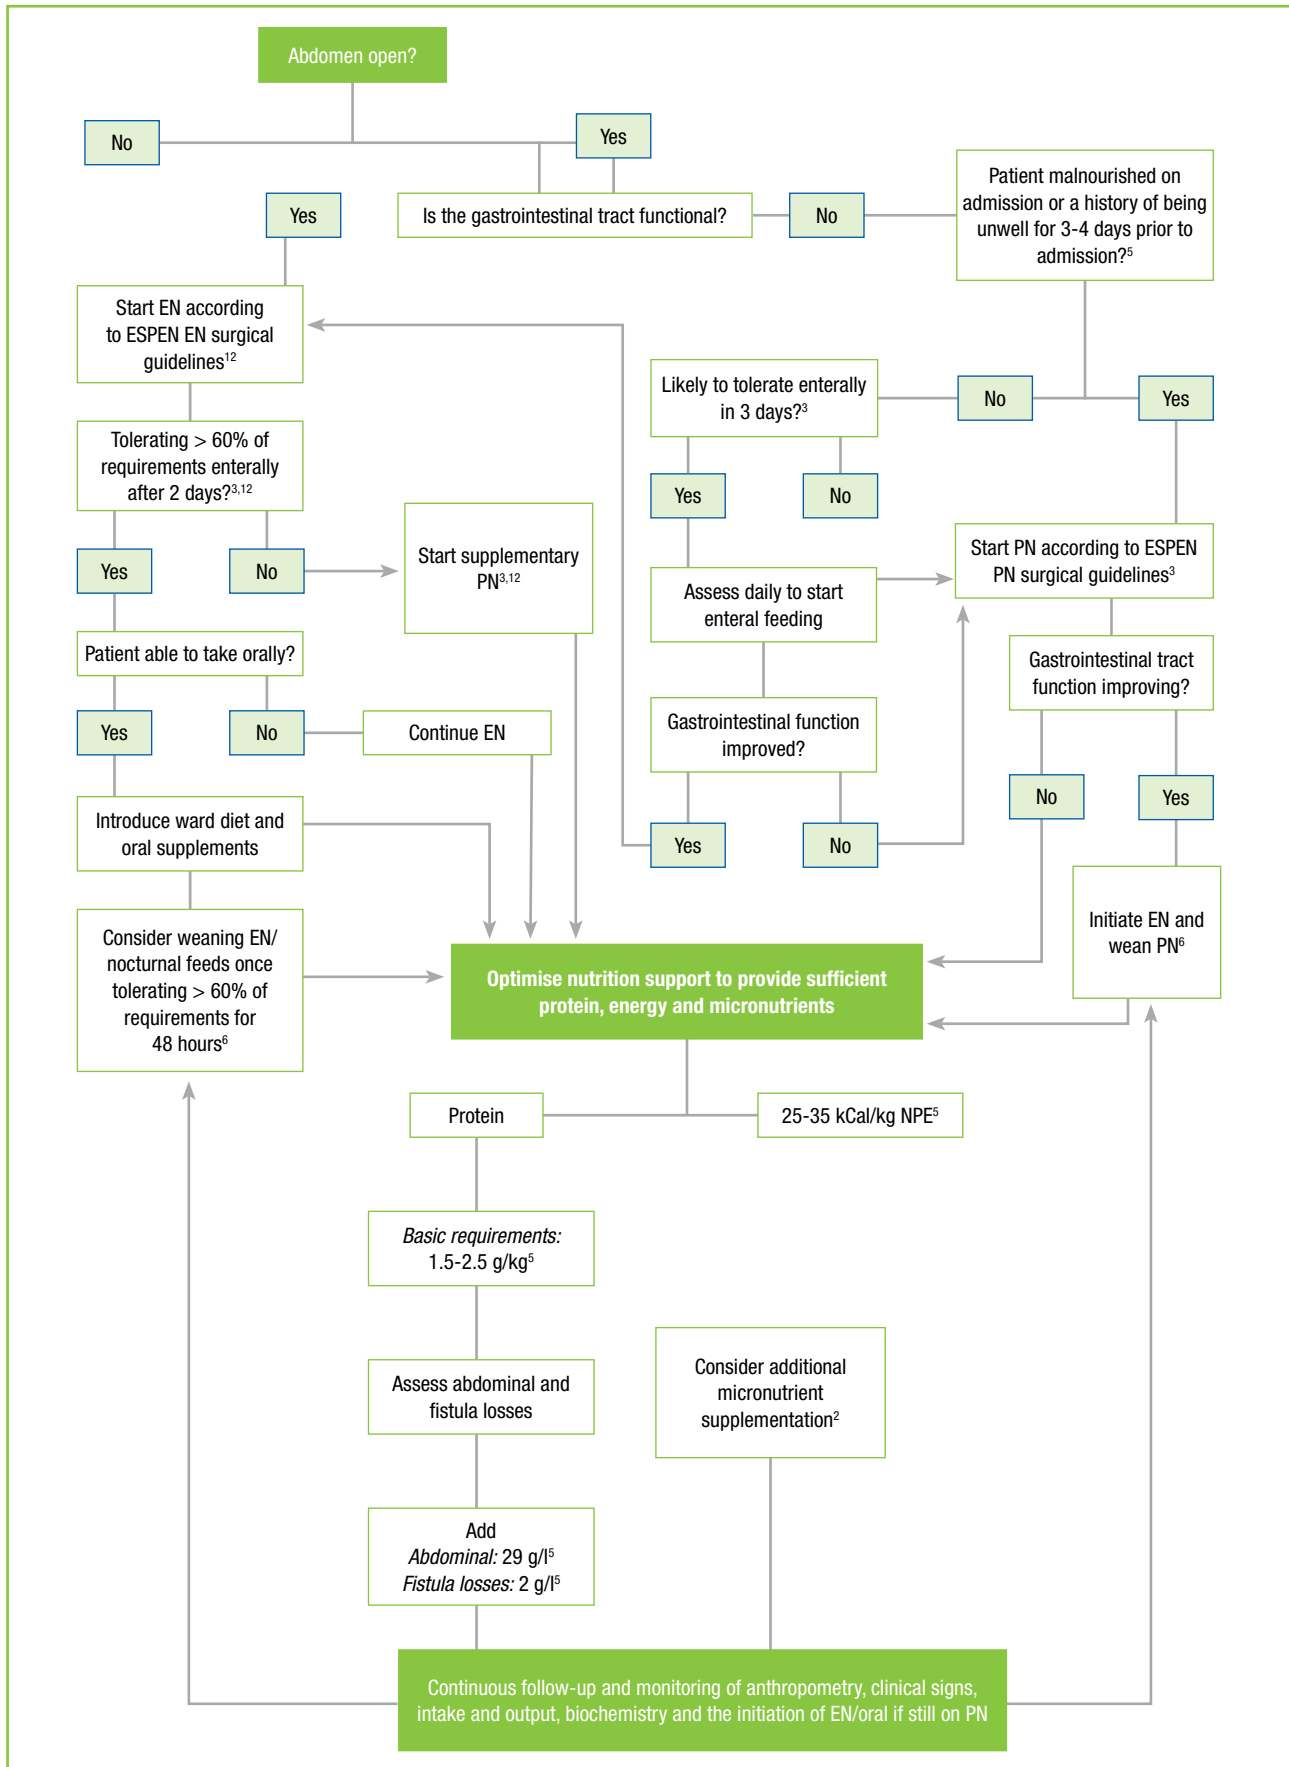 Abdomen open?
No
Yes
Yes
Is the gastrointestinal tract functional?
No
Patient malnourished on
admission or a history of being
unwell for 3-4 days prior to
admission?⁵
Start EN according
to ESPEN EN surgical
guidelines¹²
Likely to tolerate enterally
in 3 days?³
No
Yes
Tolerating > 60% of
requirements enterally
after 2 days?³,¹²
Yes
No
Start supplementary
PN³,¹²
Start PN according to ESPEN
PN surgical guidelines³
Yes
No
Assess daily to start
enteral feeding
Patient able to take orally?
Gastrointestinal tract
function improving?
Yes
No
Continue EN
Gastrointestinal function
improved?
No
Yes
Introduce ward diet and
oral supplements
Yes
No
Consider weaning EN/
nocturnal feeds once
tolerating > 60% of
requirements for
48 hours⁶
Initiate EN and
wean PN⁶
Optimise nutrition support to provide sufficient
protein, energy and micronutrients
Protein
25-35 kCal/kg NPE⁵
Basic requirements:
1.5-2.5 g/kg⁵
Assess abdominal and
fistula losses
Consider additional
micronutrient
supplementation²
Add
Abdominal: 29 g/l⁵
Fistula losses: 2 g/l⁵
Continuous follow-up and monitoring of anthropometry, clinical signs,
intake and output, biochemistry and the initiation of EN/oral if still on PN